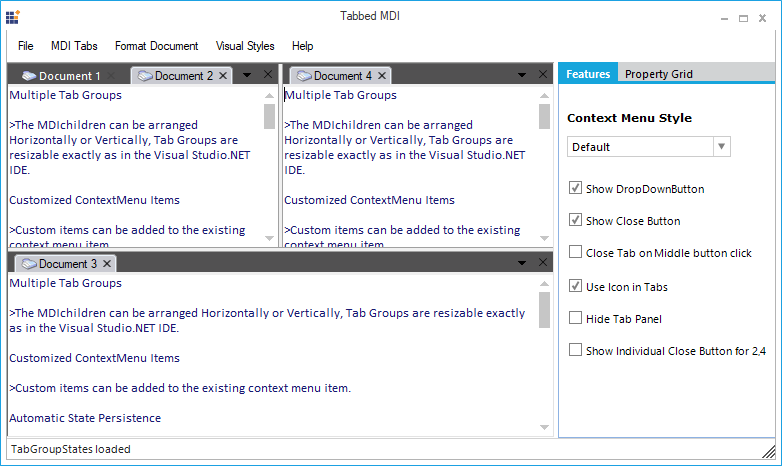 Tabbed MDI
File MDI Tabs Format Document Visual Styles Help
Document 1 Document 2
Multiple Tab Groups
>The MDIchildren can be arranged
Horizontally or Vertically, Tab Groups are
resizable exactly as in the Visual Studio.NET
IDE.
Customized ContextMenu Items
>Custom items can be added to the existing
context menu item.
Document 4
Multiple Tab Groups
>The MDIchildren can be arranged
Horizontally or Vertically, Tab Groups are
resizable exactly as in the Visual Studio.NET
IDE.
Customized ContextMenu Items
>Custom items can be added to the existing
context menu item.
Document 3
Multiple Tab Groups
>The MDIchildren can be arranged Horizontally or Vertically, Tab Groups are resizable exactly
as in the Visual Studio.NET IDE.
Customized ContextMenu Items
>Custom items can be added to the existing context menu item.
Automatic State Persistence
Features Property Grid
Context Menu Style
Default
Show DropDownButton
Show Close Button
Close Tab on Middle button click
Use Icon in Tabs
Hide Tab Panel
Show Individual Close Button for 2,4
TabGroupStates loaded